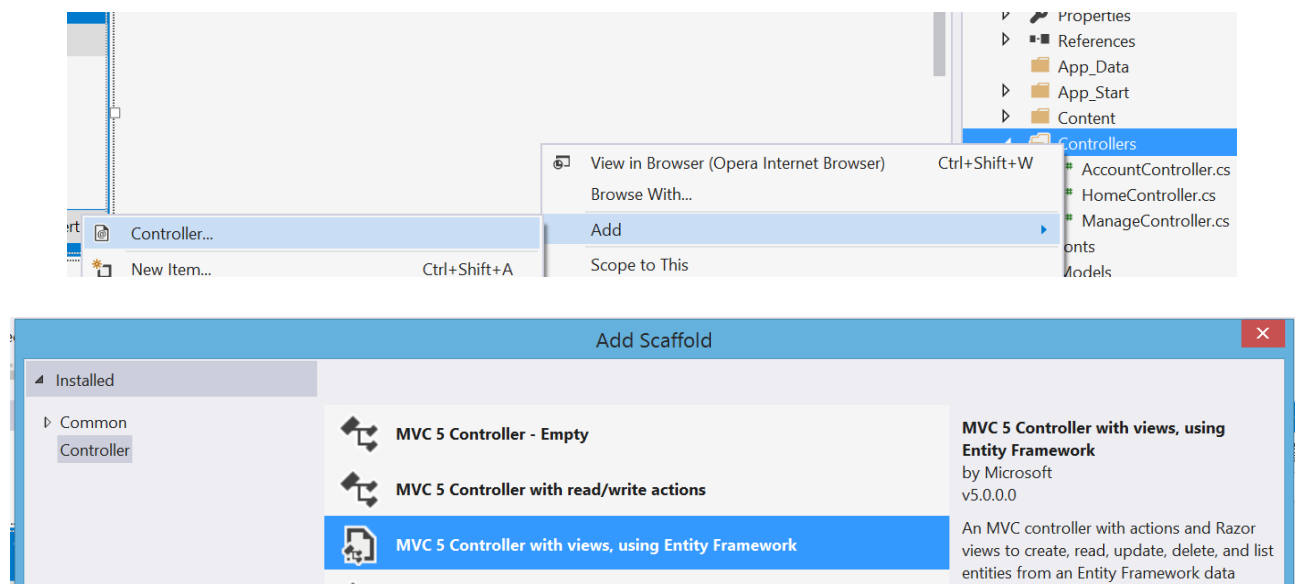 Properties
References
App_Data
App_Start
Content
Controllers
View in Browser (Opera Internet Browser) Ctrl+Shift+W
AccountController.cs
Browse With...
HomeController.cs
Add
ManageController.cs
Controller...
Scope to This
New Item... Ctrl+Shift+A
Models
Add Scaffold
Installed
Common
Controller
MVC 5 Controller - Empty
MVC 5 Controller with read/write actions
MVC 5 Controller with views, using Entity Framework
MVC 5 Controller with views, using
Entity Framework
by Microsoft
v5.0.0.0
An MVC controller with actions and Razor
views to create, read, update, delete, and list
entities from an Entity Framework data